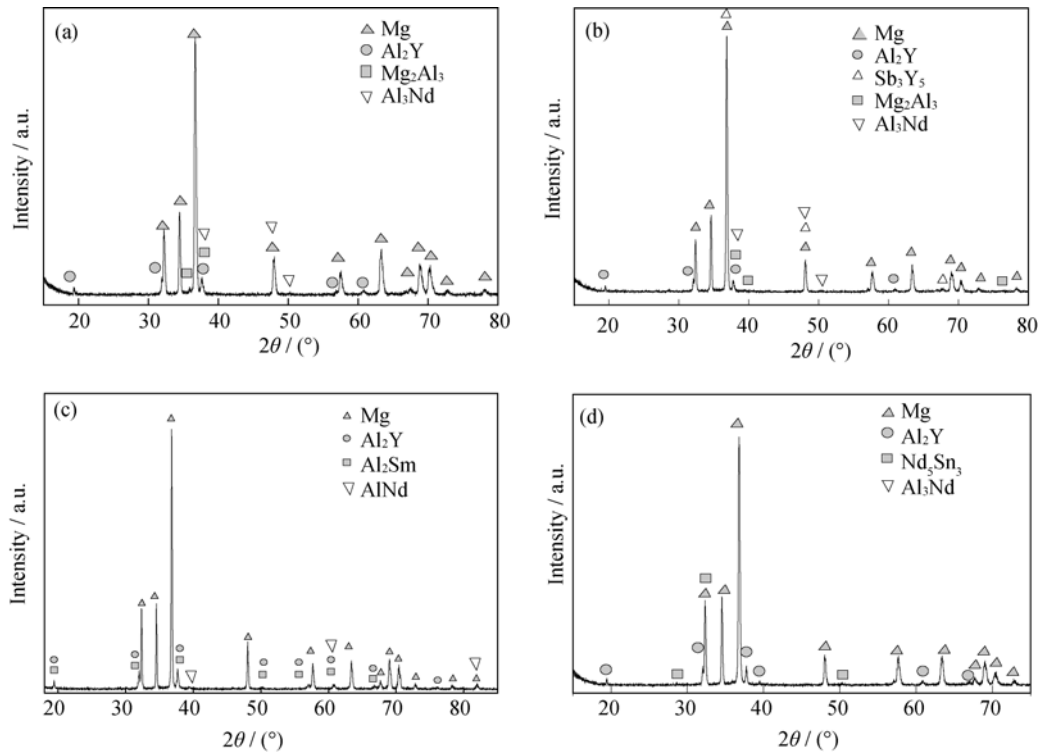 (a)
Mg
Al₂Y
Mg₂Al₃
Al₃Nd
Intensity / a.u.
20 30 40 50 60 70 80
2θ / (°)
(b)
Mg
Al₂Y
Sb₃Y₅
Mg₂Al₃
Al₃Nd
Intensity / a.u.
20 30 40 50 60 70 80
2θ / (°)
(c)
Mg
Al₂Y
Al₂Sm
AlNd
Intensity / a.u.
20 30 40 50 60 70 80
2θ / (°)
(d)
Mg
Al₂Y
Nd₅Sn₃
Al₃Nd
Intensity / a.u.
20 30 40 50 60 70
2θ / (°)